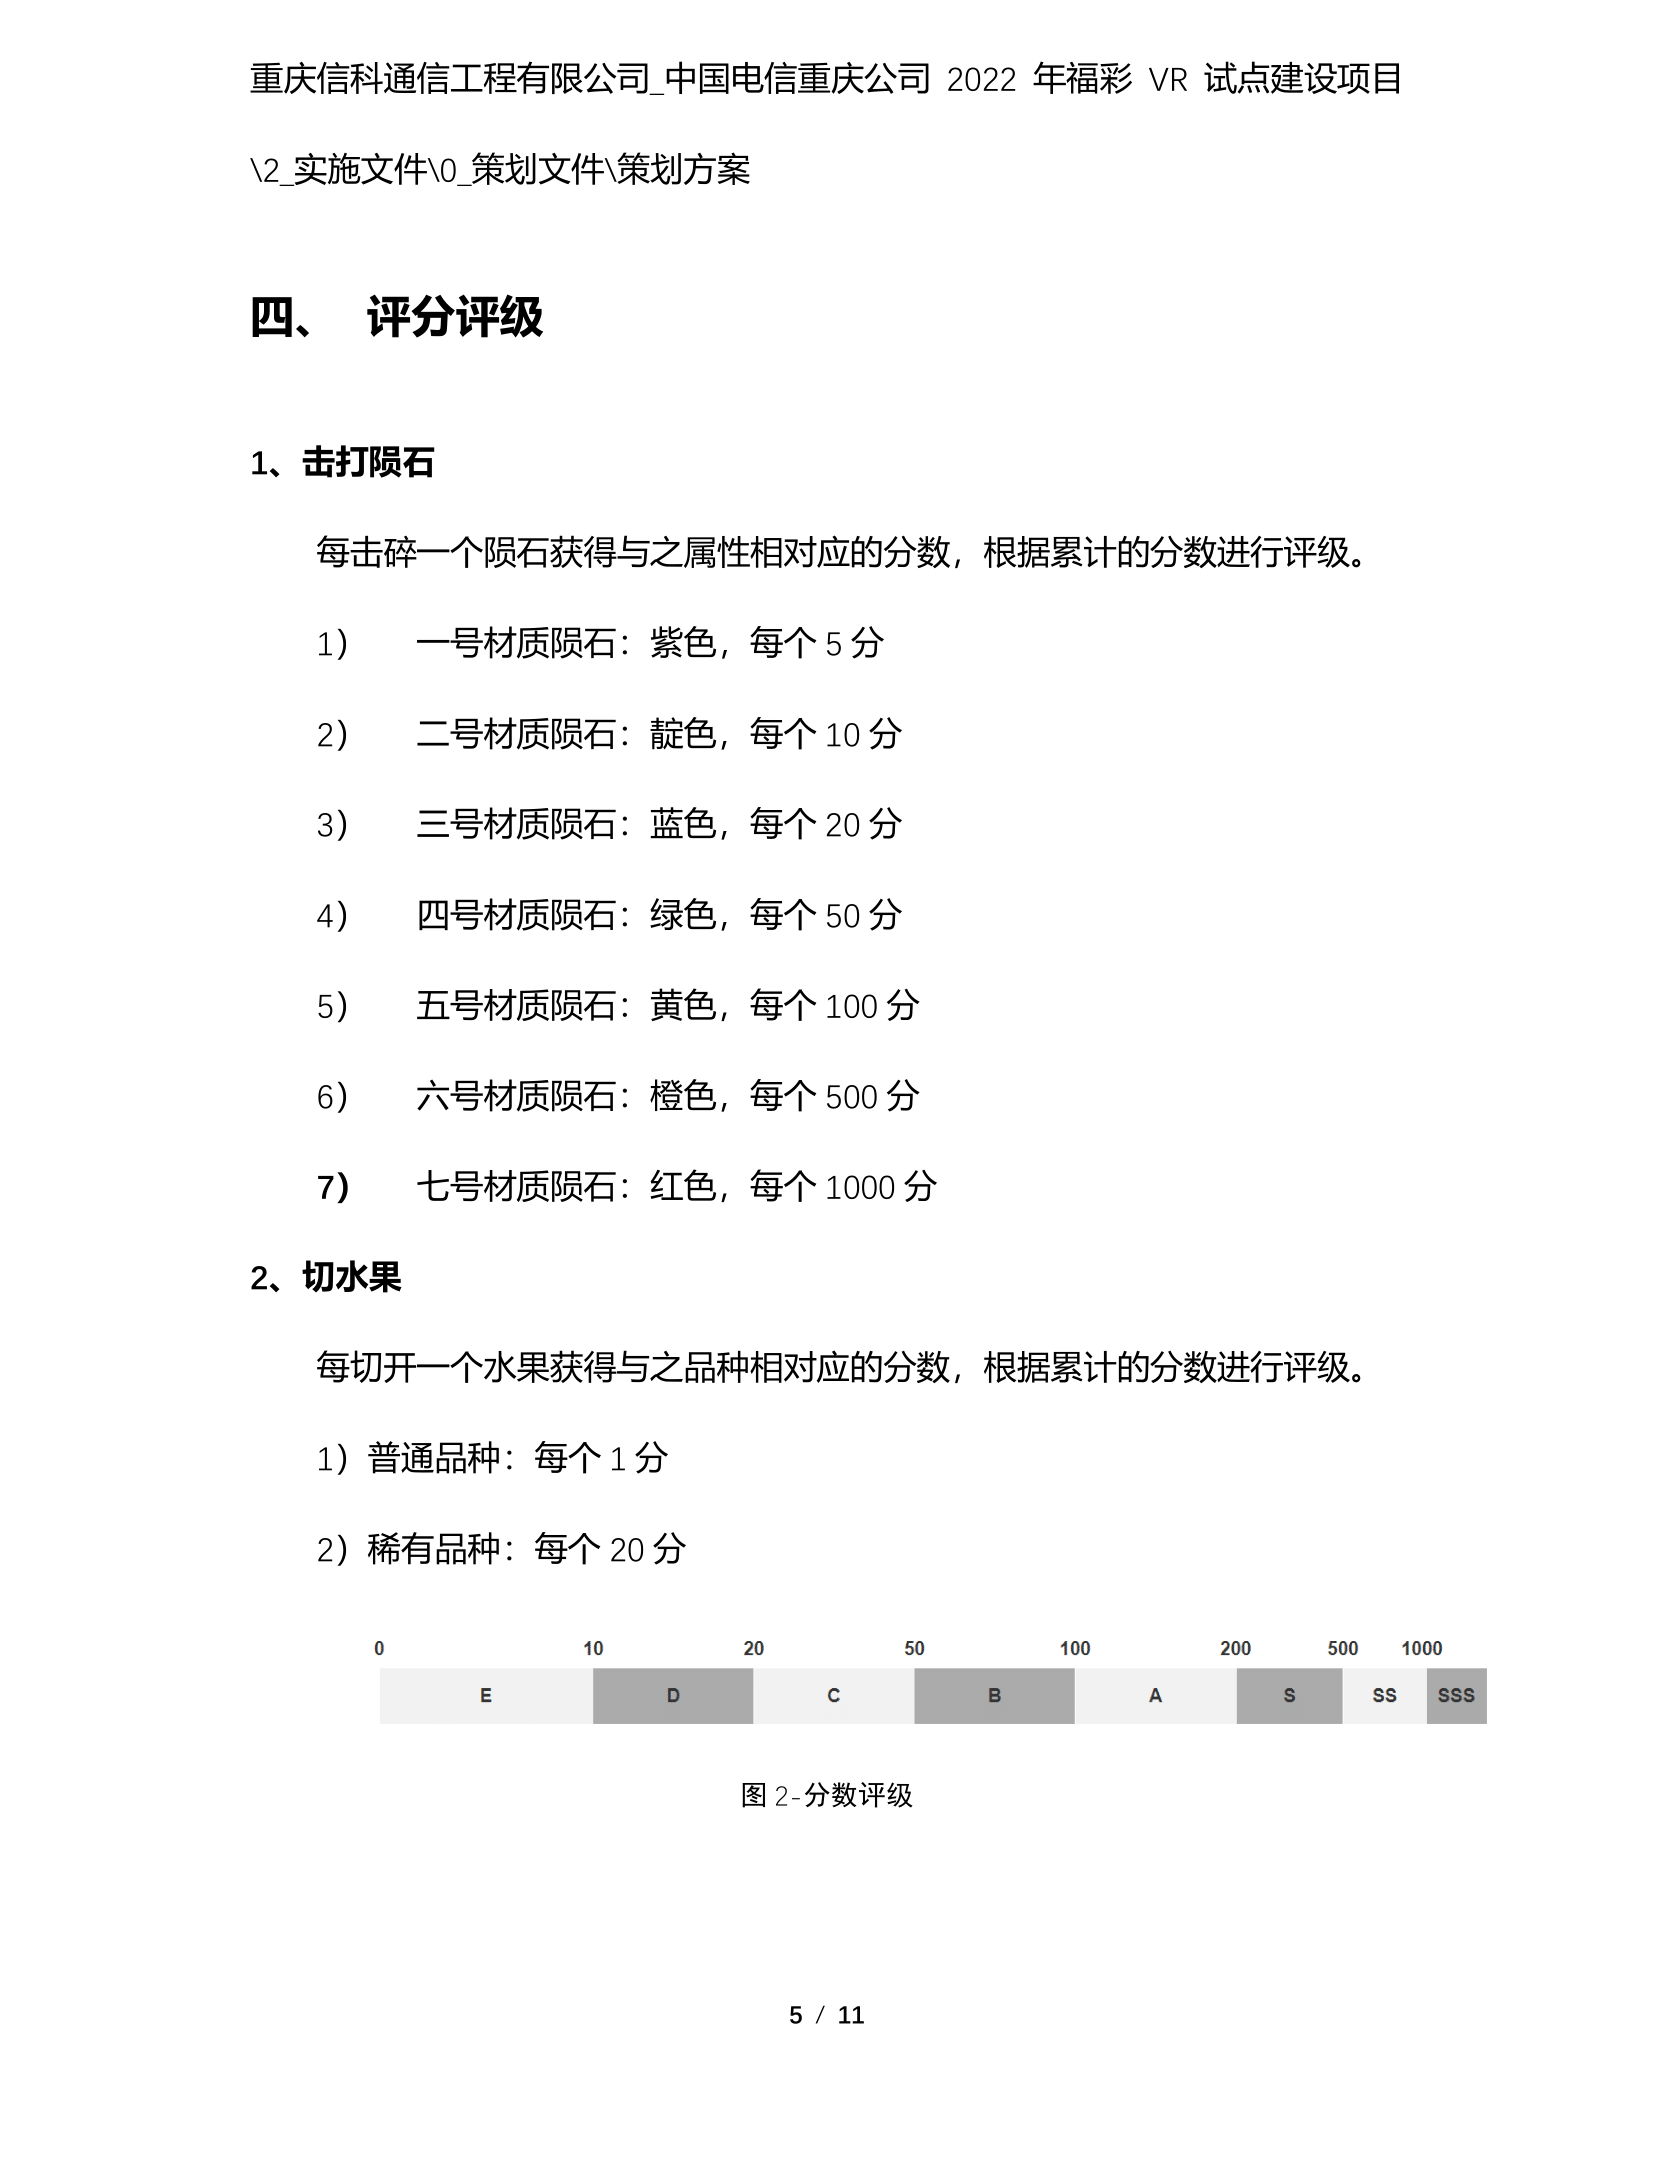 重庆信科通信工程有限公司_中国电信重庆公司 2022 年福彩 VR 试点建设项目
\2_实施文件\0_策划文件\策划方案
四、 评分评级
1、击打陨石
每击碎一个陨石获得与之属性相对应的分数，根据累计的分数进行评级。
1） 一号材质陨石：紫色，每个 5 分
2） 二号材质陨石：靛色，每个 10 分
3） 三号材质陨石：蓝色，每个 20 分
4） 四号材质陨石：绿色，每个 50 分
5） 五号材质陨石：黄色，每个 100 分
6） 六号材质陨石：橙色，每个 500 分
7） 七号材质陨石：红色，每个 1000 分
2、切水果
每切开一个水果获得与之品种相对应的分数，根据累计的分数进行评级。
1）普通品种：每个 1 分
2）稀有品种：每个 20 分
0 10 20 50 100 200 500 1000
E D C B A S SS SSS
图 2-分数评级
5 / 11